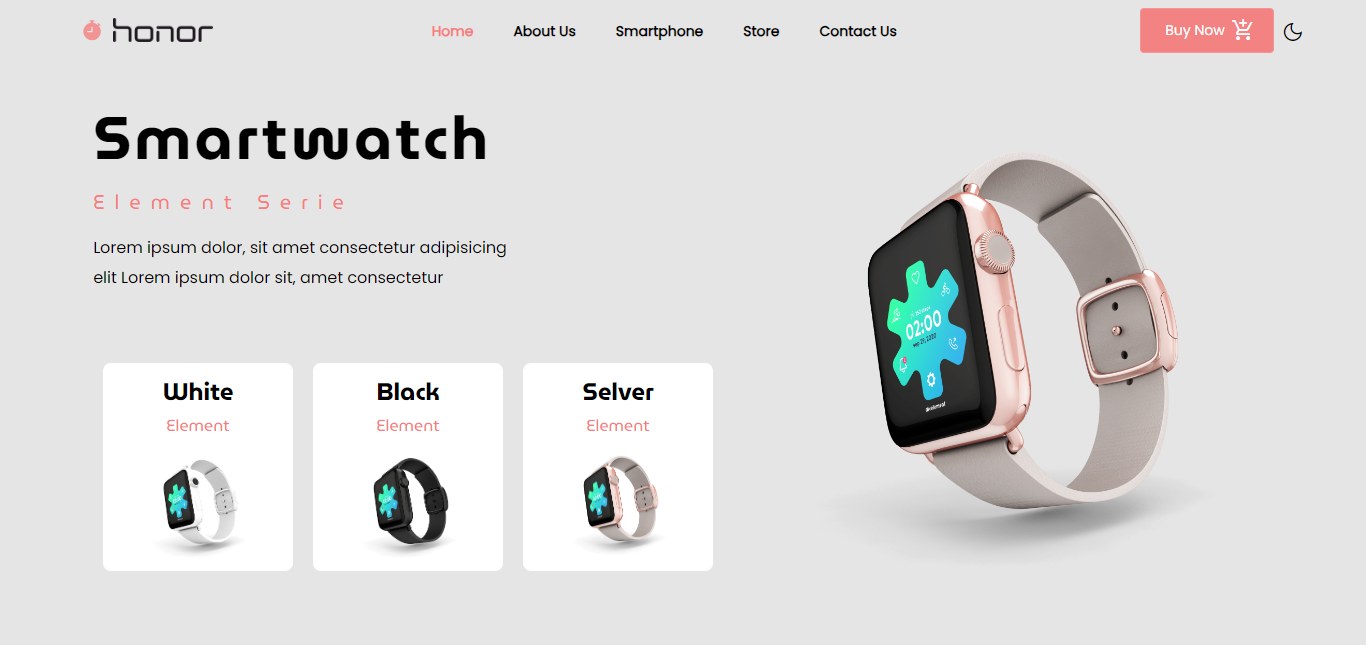 honor
Home
About Us
Smartphone
Store
Contact Us
Buy Now
Smartwatch
Element Serie
Lorem ipsum dolor, sit amet consectetur adipisicing
elit Lorem ipsum dolor sit, amet consectetur
02:00
White
Black
Selver
Element
Element
Element